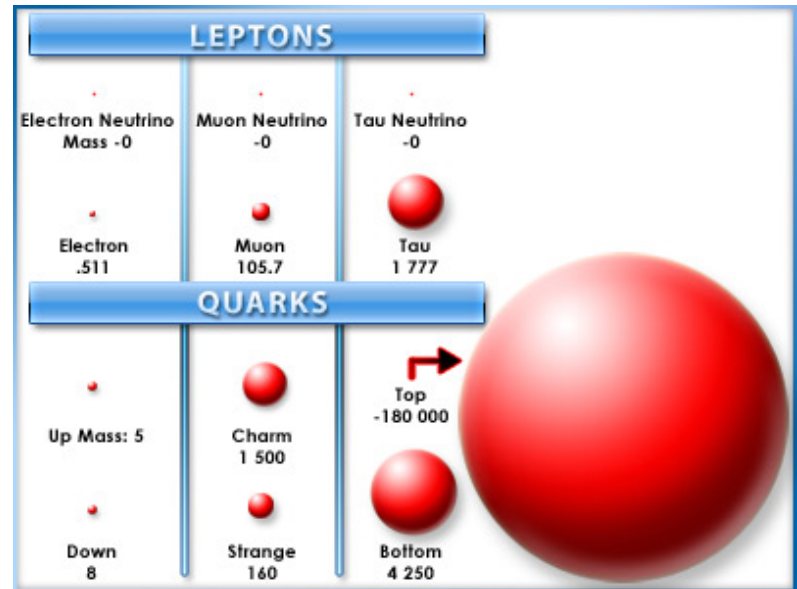 LEPTONS
Electron Neutrino
Mass -0
Muon Neutrino
-0
Tau Neutrino
-0
Electron
.511
Muon
105.7
Tau
1 777
QUARKS
Up Mass: 5
Charm
1 500
Top
-180 000
Down
8
Strange
160
Bottom
4 250